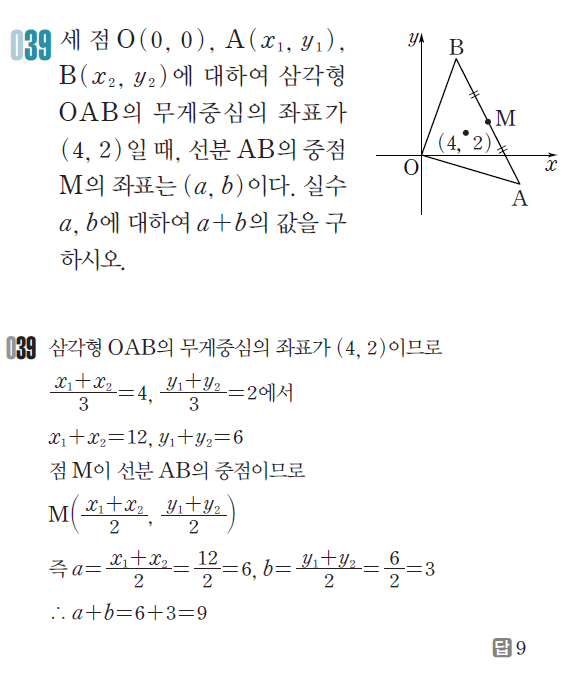 039 세 점 O(0, 0), A(x₁, y₁),
B(x₂, y₂)에 대하여 삼각형
OAB의 무게중심의 좌표가
(4, 2)일 때, 선분 AB의 중점
M의 좌표는 (a, b)이다. 실수
a, b에 대하여 a+b의 값을 구
하시오.
y
B
M
(4, 2)
O
x
A
039 삼각형 OAB의 무게중심의 좌표가 (4, 2)이므로
(x₁+x₂)/3=4, (y₁+y₂)/3=2에서
x₁+x₂=12, y₁+y₂=6
점 M이 선분 AB의 중점이므로
M((x₁+x₂)/2, (y₁+y₂)/2)
즉 a=(x₁+x₂)/2=12/2=6, b=(y₁+y₂)/2=6/2=3
∴ a+b=6+3=9
답 9